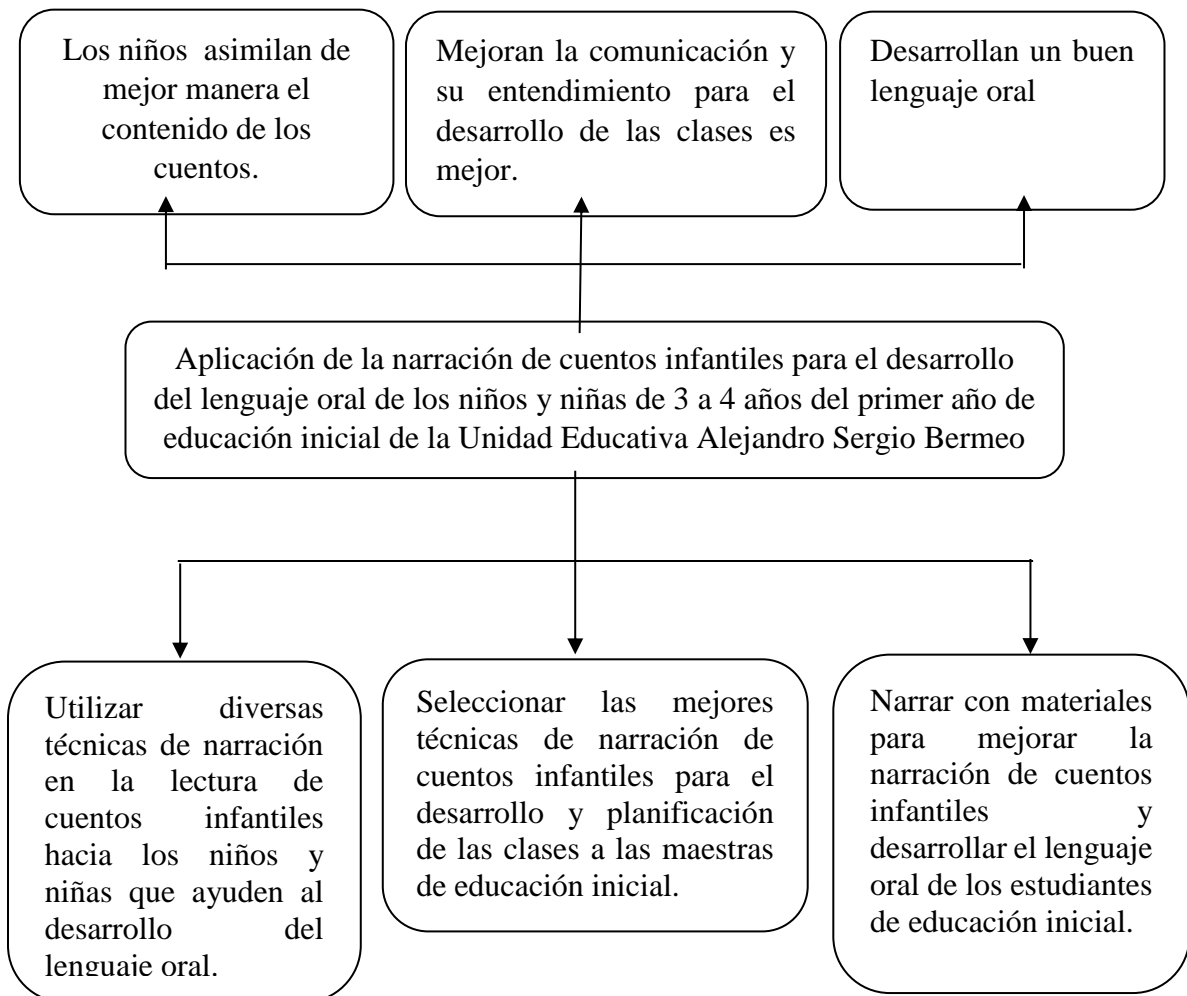 Los niños asimilan de
mejor manera el
contenido de los
cuentos.
Mejoran la comunicación y
su entendimiento para el
desarrollo de las clases es
mejor.
Desarrollan un buen
lenguaje oral
Aplicación de la narración de cuentos infantiles para el desarrollo
del lenguaje oral de los niños y niñas de 3 a 4 años del primer año de
educación inicial de la Unidad Educativa Alejandro Sergio Bermeo
Utilizar diversas
técnicas de narración
en la lectura de
cuentos infantiles
hacia los niños y
niñas que ayuden al
desarrollo del
lenguaje oral.
Seleccionar las mejores
técnicas de narración de
cuentos infantiles para el
desarrollo y planificación
de las clases a las maestras
de educación inicial.
Narrar con materiales
para mejorar la
narración de cuentos
infantiles y
desarrollar el lenguaje
oral de los estudiantes
de educación inicial.